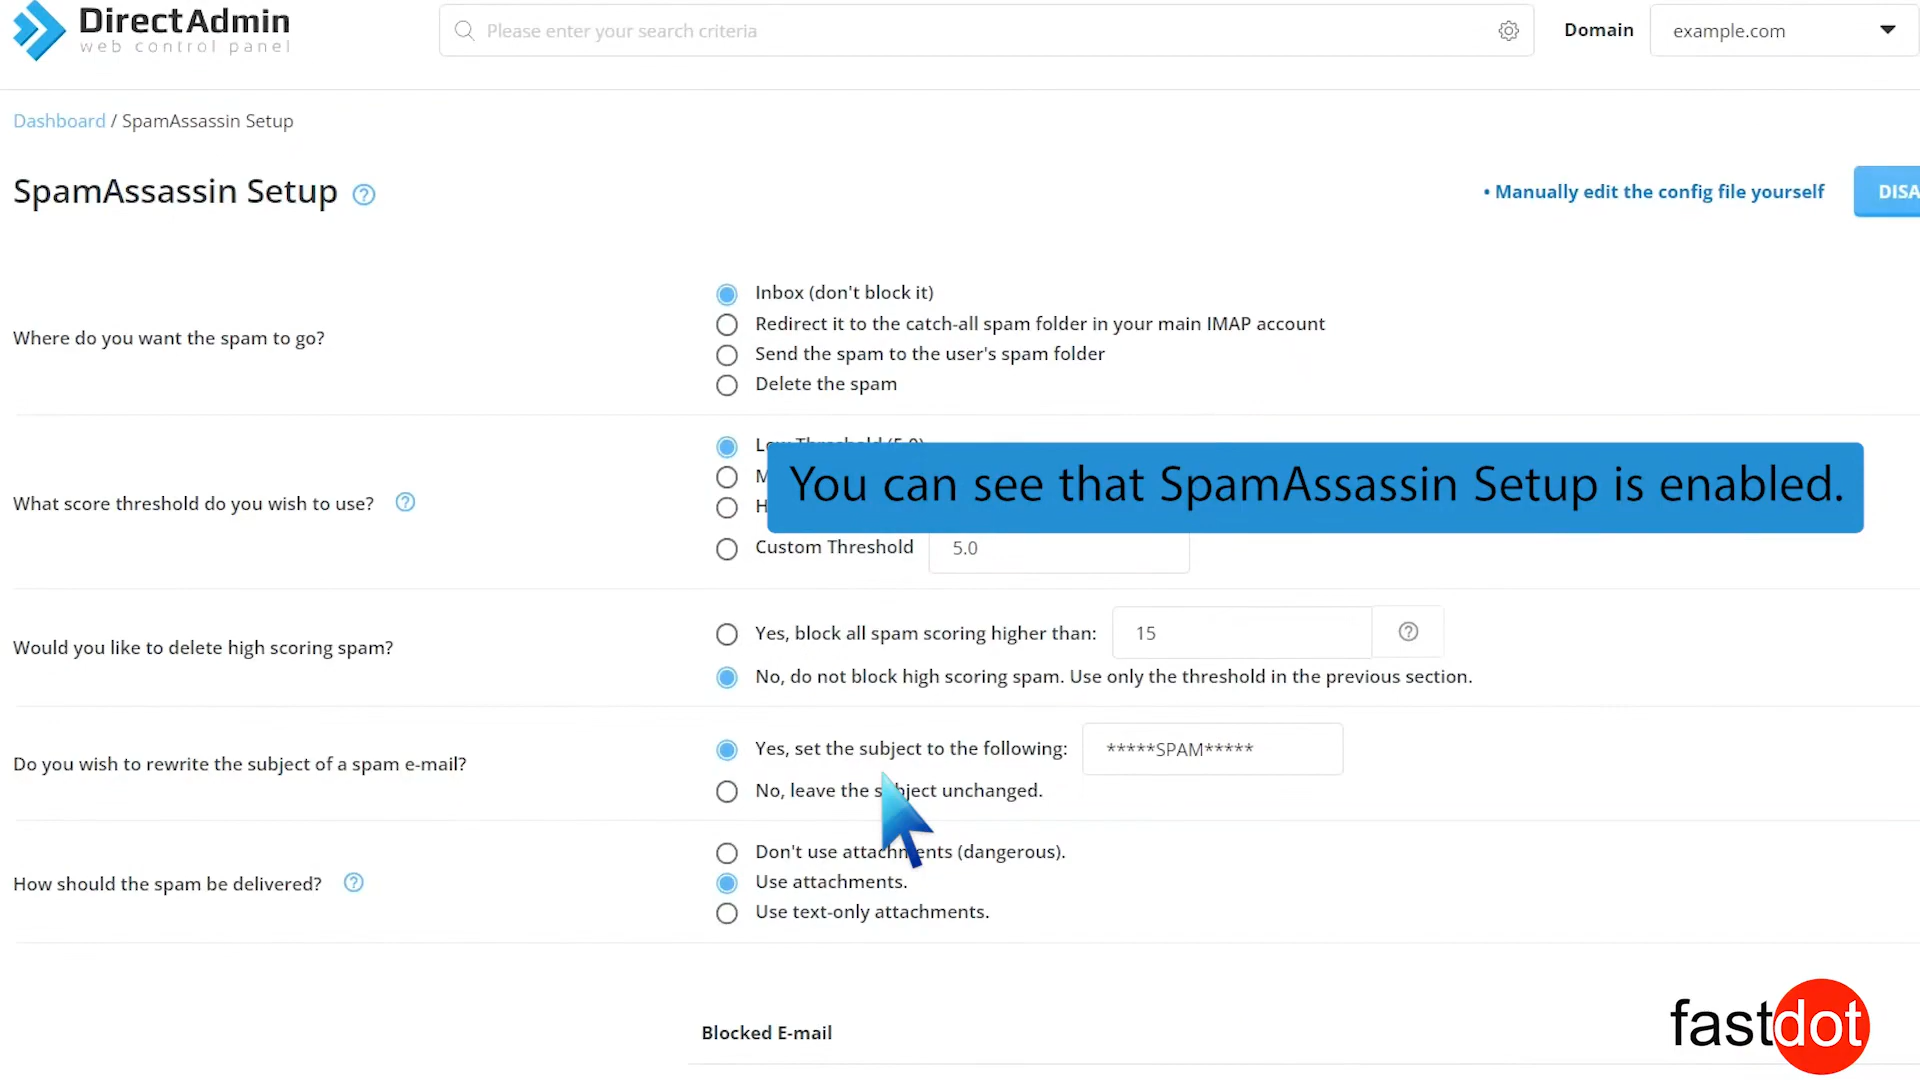 DirectAdmin
web control panel
Please enter your search criteria
Domain
example.com
Dashboard / SpamAssassin Setup
SpamAssassin Setup
• Manually edit the config file yourself
DISA
Where do you want the spam to go?
Inbox (don't block it)
Redirect it to the catch-all spam folder in your main IMAP account
Send the spam to the user's spam folder
Delete the spam
What score threshold do you wish to use?
Low Threshold (5.0)
You can see that SpamAssassin Setup is enabled.
Custom Threshold
5.0
Would you like to delete high scoring spam?
Yes, block all spam scoring higher than:
15
No, do not block high scoring spam. Use only the threshold in the previous section.
Do you wish to rewrite the subject of a spam e-mail?
Yes, set the subject to the following:
*****SPAM*****
No, leave the subject unchanged.
How should the spam be delivered?
Don't use attachments (dangerous).
Use attachments.
Use text-only attachments.
Blocked E-mail
fastdot